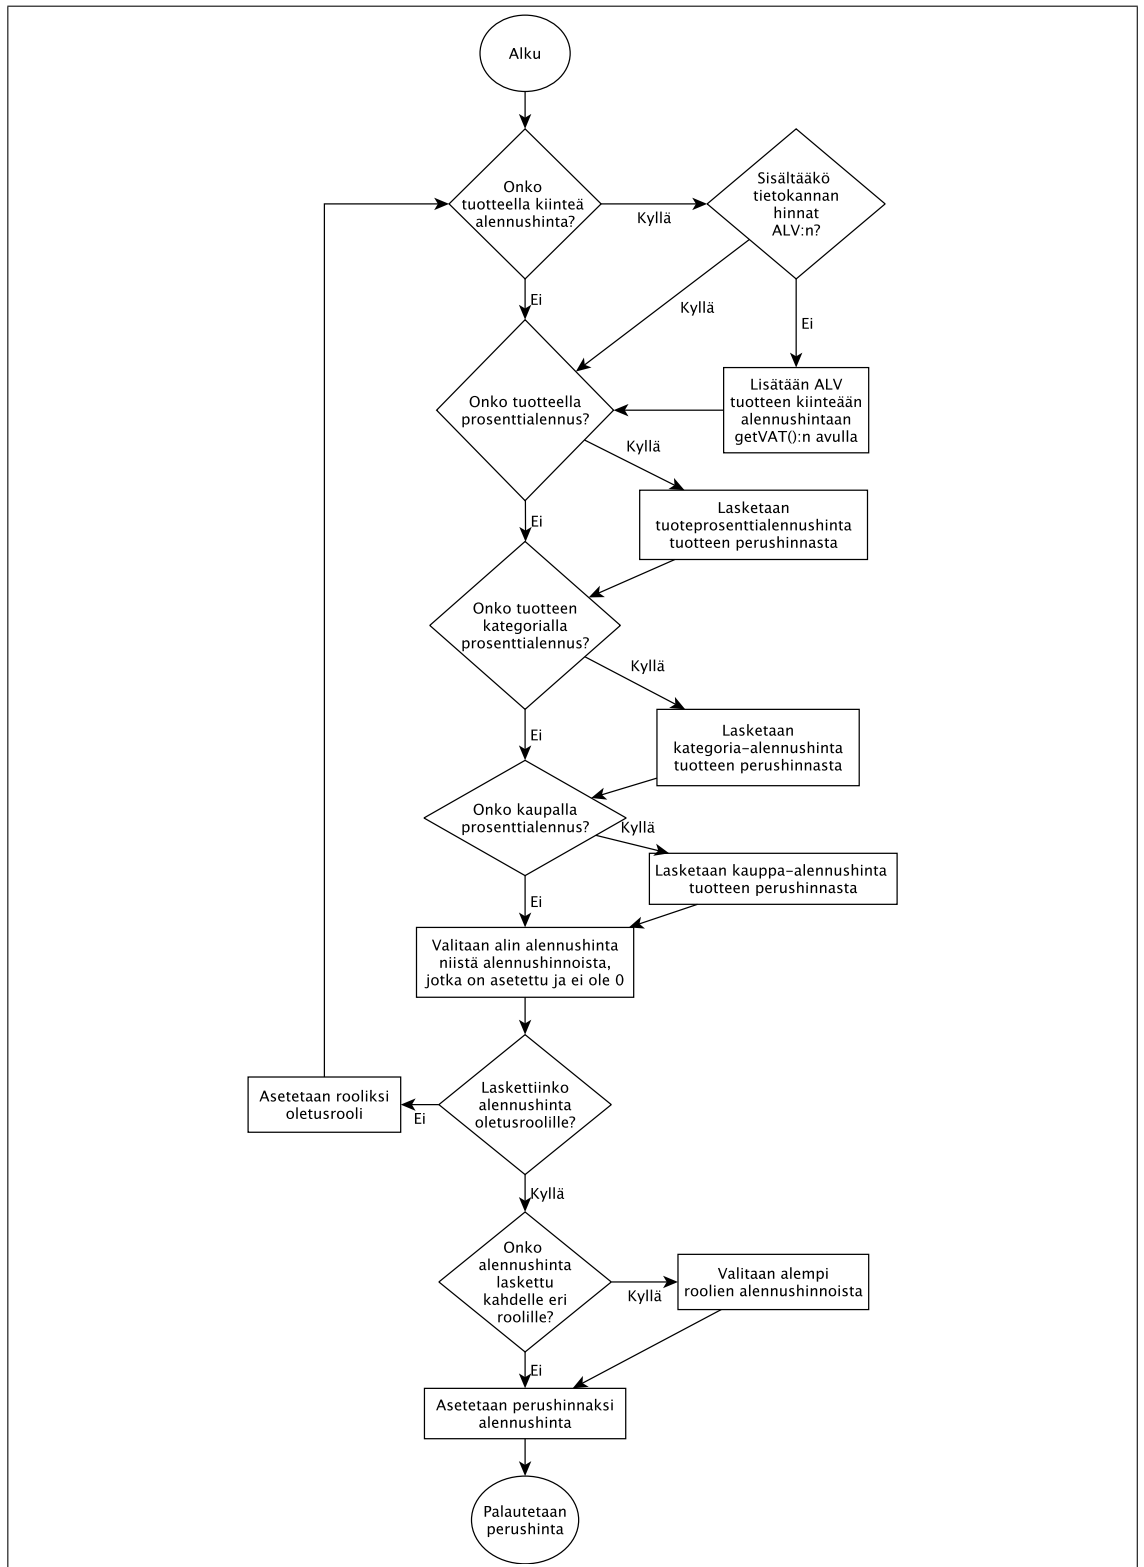 Alku
Onko
tuotteella kiinteä
alennushinta?
Kyllä
Sisältääkö
tietokannan
hinnat
ALV:n?
Ei
Kyllä
Ei
Lisätään ALV
tuotteen kiinteään
alennushintaan
getVAT():n avulla
Onko tuotteella
prosenttialennus?
Kyllä
Lasketaan
tuoteprosenttialennushinta
tuotteen perushinnasta
Ei
Onko tuotteen
kategorialla
prosenttialennus?
Kyllä
Lasketaan
kategoria-alennushinta
tuotteen perushinnasta
Ei
Onko kaupalla
prosenttialennus?
Kyllä
Lasketaan kauppa-alennushinta
tuotteen perushinnasta
Ei
Valitaan alin alennushinta
niistä alennushinnoista,
jotka on asetettu ja ei ole 0
Laskettiinko
alennushinta
oletusroolille?
Ei
Asetetaan rooliksi
oletusrooli
Kyllä
Onko
alennushinta
laskettu
kahdelle eri
roolille?
Kyllä
Valitaan alempi
roolien alennushinnoista
Ei
Asetetaan perushinnaksi
alennushinta
Palautetaan
perushinta